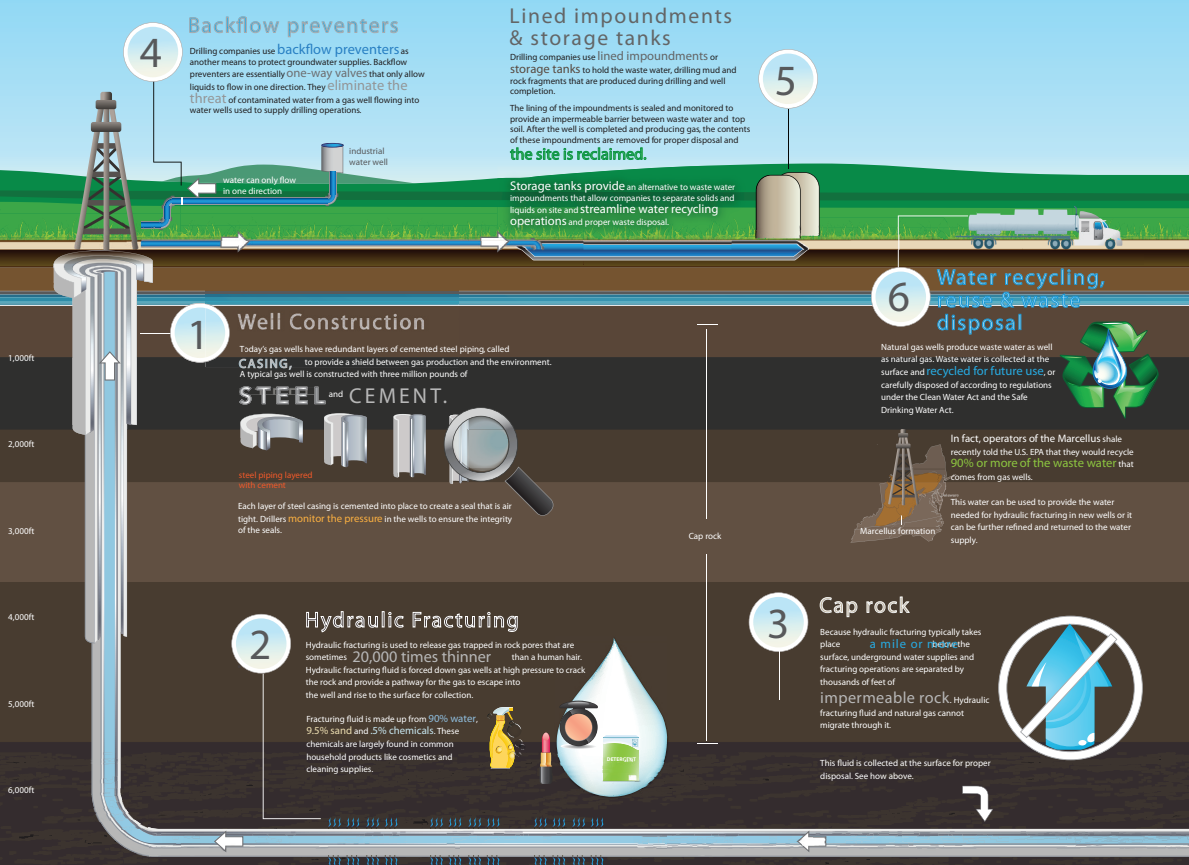 4
Backflow preventers
Drilling companies use backflow preventers as
another means to protect groundwater supplies. Backflow
preventers are essentially one-way valves that only allow
liquids to flow in one direction. They eliminate the
threat of contaminated water from a gas well flowing into
water wells used to supply drilling operations.
industrial
water well
water can only flow
in one direction
Lined impoundments
& storage tanks
Drilling companies use lined impoundments or
storage tanks to hold the waste water, drilling mud and
rock fragments that are produced during drilling and well
completion.
The lining of the impoundments is sealed and monitored to
provide an impermeable barrier between waste water and top
soil. After the well is completed and producing gas, the contents
of these impoundments are removed for proper disposal and
the site is reclaimed.
Storage tanks provide an alternative to waste water
impoundments that allow companies to separate solids and
liquids on site and streamline water recycling
operations and proper waste disposal.
5
6
Water recycling,
reuse & waste
disposal
Natural gas wells produce waste water as well
as natural gas. Waste water is collected at the
surface and recycled for future use, or
carefully disposed of according to regulations
under the Clean Water Act and the Safe
Drinking Water Act.
In fact, operators of the Marcellus shale
recently told the U.S. EPA that they would recycle
90% or more of the waste water that
comes from gas wells.
This water can be used to provide the water
needed for hydraulic fracturing in new wells or it
can be further refined and returned to the water
supply.
Marcellus formation
1
Well Construction
Today's gas wells have redundant layers of cemented steel piping, called
CASING, to provide a shield between gas production and the environment.
A typical gas well is constructed with three million pounds of
STEEL and CEMENT.
steel piping layered
with cement
Each layer of steel casing is cemented into place to create a seal that is air
tight. Drillers monitor the pressure in the wells to ensure the integrity
of the seals.
1,000ft
2,000ft
3,000ft
4,000ft
5,000ft
6,000ft
Cap rock
2
Hydraulic Fracturing
Hydraulic fracturing is used to release gas trapped in rock pores that are
sometimes 20,000 times thinner than a human hair.
Hydraulic fracturing fluid is forced down gas wells at high pressure to crack
the rock and provide a pathway for the gas to escape into
the well and rise to the surface for collection.
Fracturing fluid is made up from 90% water,
9.5% sand and .5% chemicals. These
chemicals are largely found in common
household products like cosmetics and
cleaning supplies.
DETERGENT
3
Cap rock
Because hydraulic fracturing typically takes
place a mile or more below the
surface, underground water supplies and
fracturing operations are separated by
thousands of feet of
impermeable rock. Hydraulic
fracturing fluid and natural gas cannot
migrate through it.
This fluid is collected at the surface for proper
disposal. See how above.